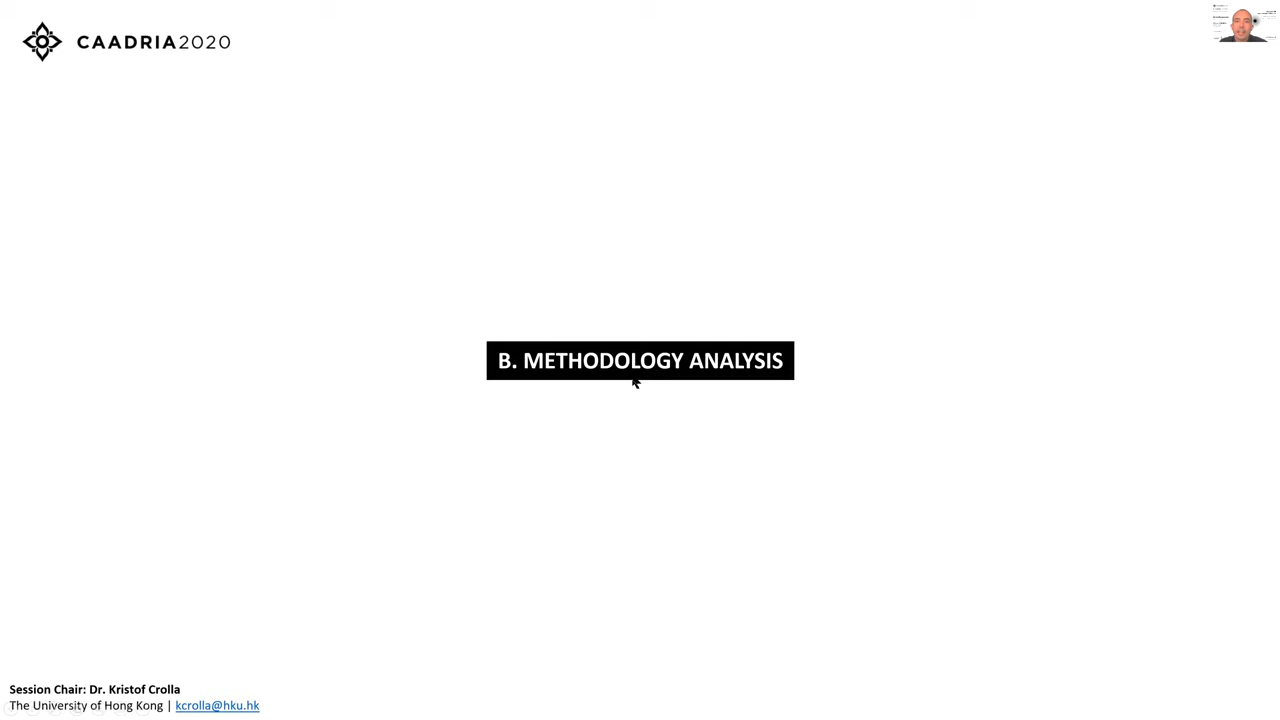 CAADRIA2020
B. METHODOLOGY ANALYSIS
Session Chair: Dr. Kristof Crolla
The University of Hong Kong | kcrolla@hku.hk